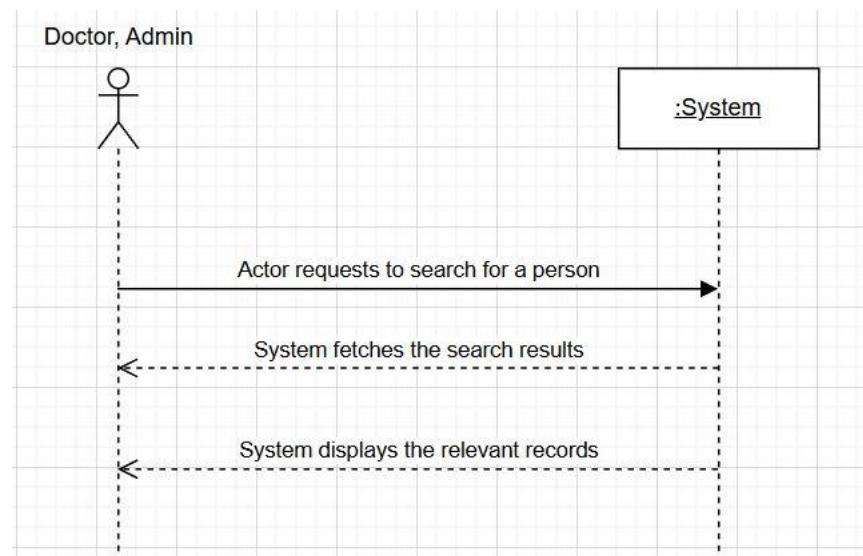 Doctor, Admin
:System
Actor requests to search for a person
System fetches the search results
System displays the relevant records